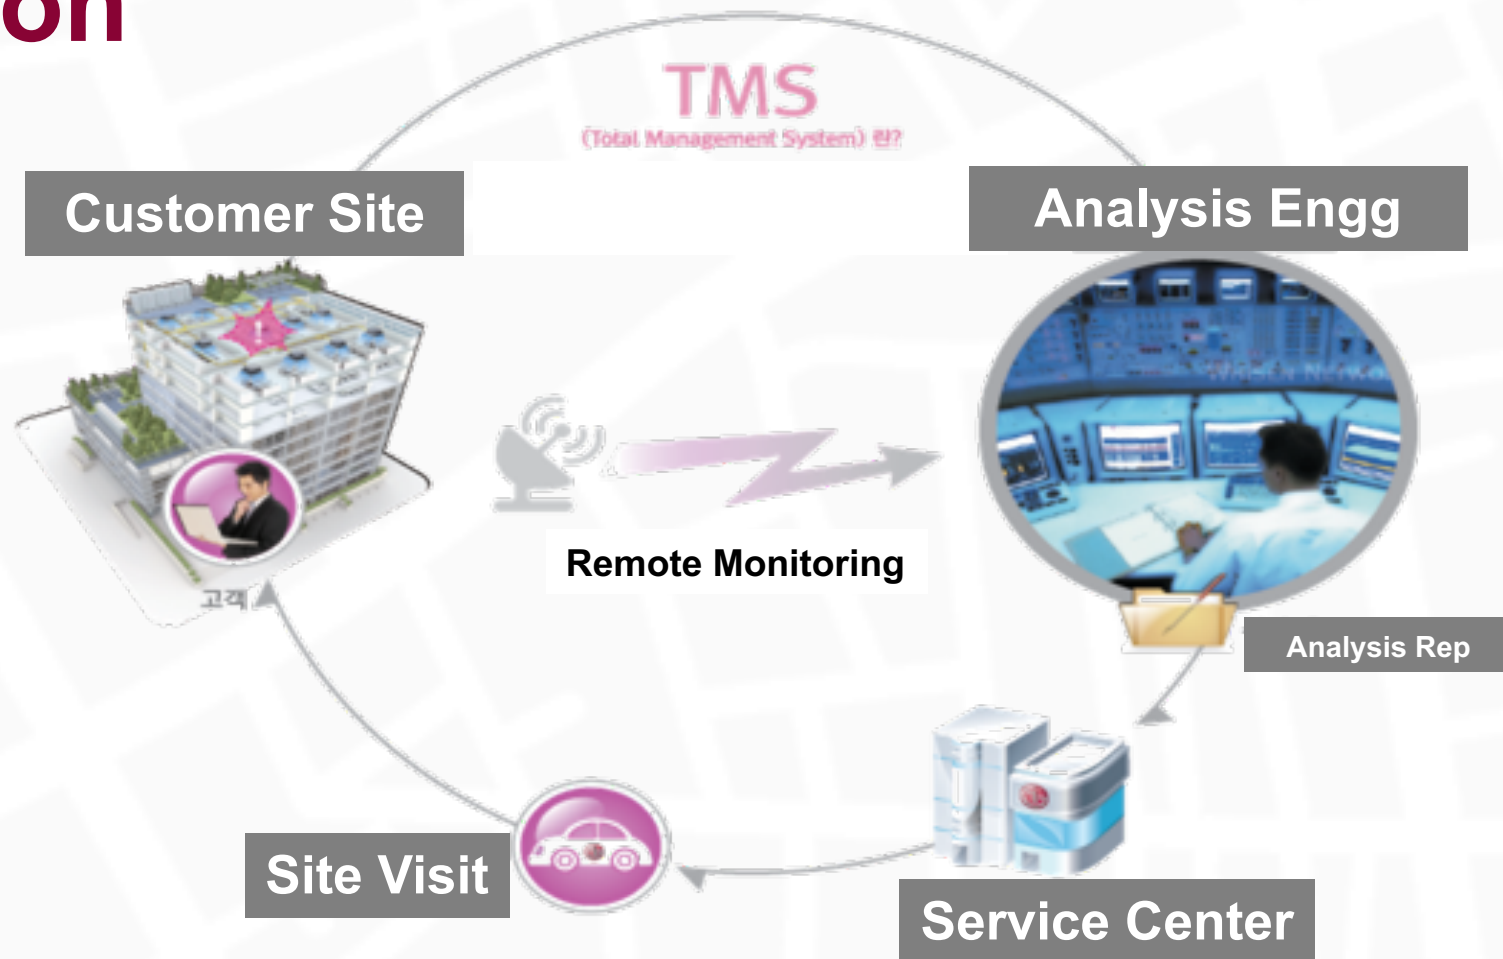 on
TMS
(Total Management System) 란?
Customer Site
Analysis Engg
!
Remote Monitoring
고객
Analysis Rep
Site Visit
Service Center